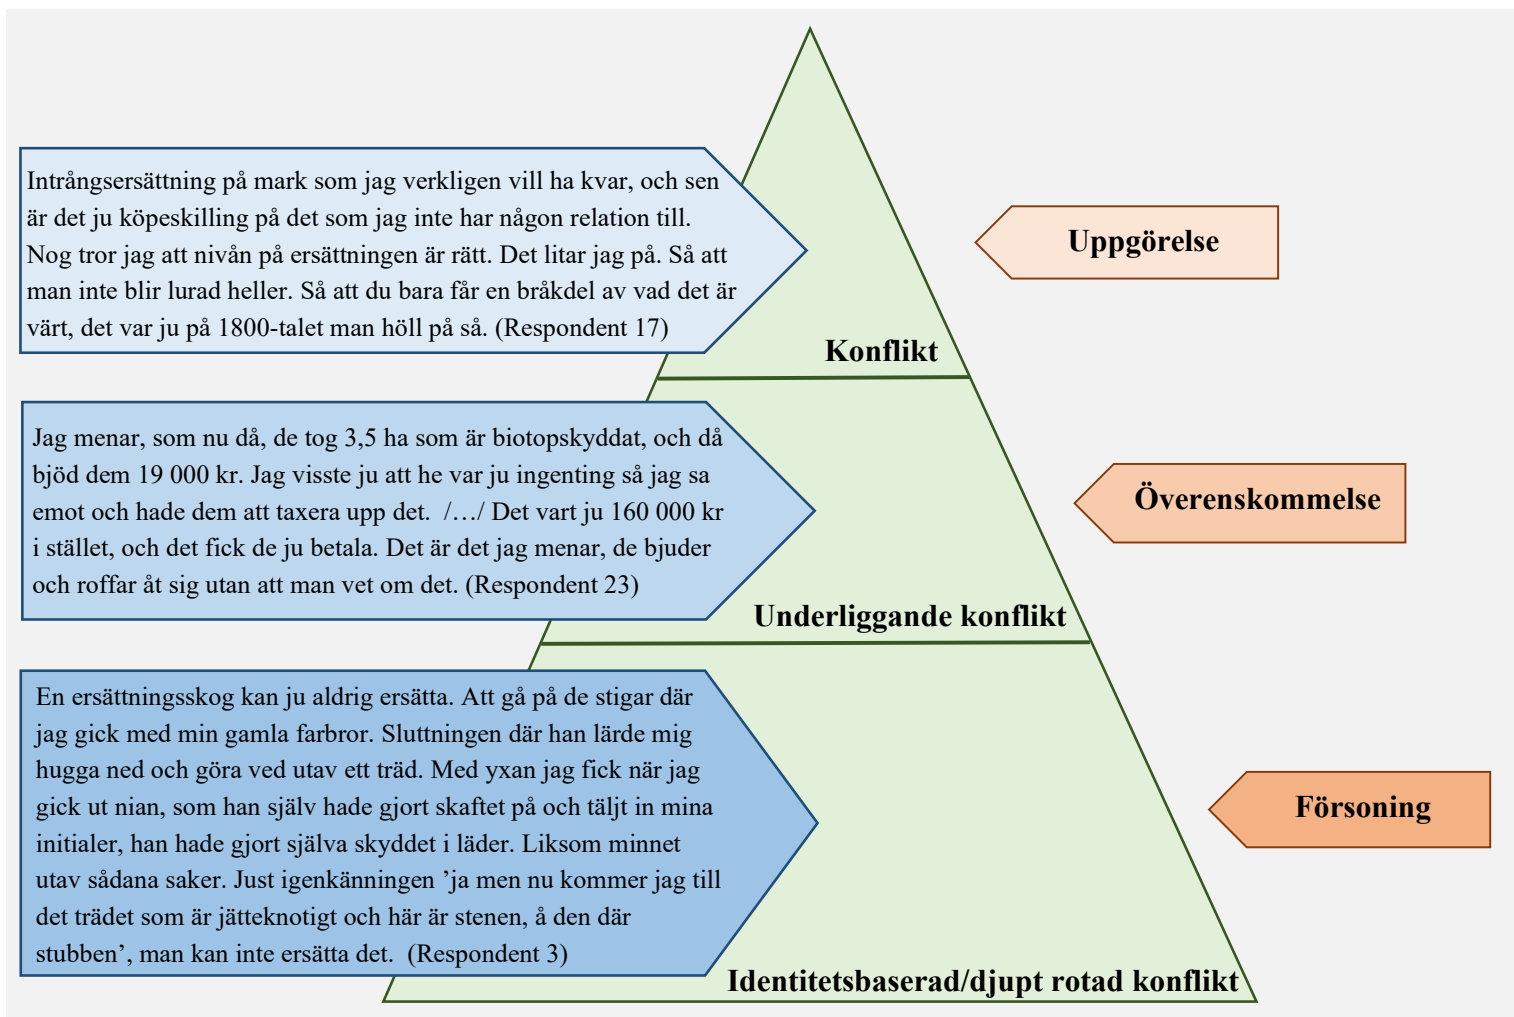 Intrångsersättning på mark som jag verkligen vill ha kvar, och sen
är det ju köpeskilling på det som jag inte har någon relation till.
Nog tror jag att nivån på ersättningen är rätt. Det litar jag på. Så att
man inte blir lurad heller. Så att du bara får en bråkdel av vad det är
värt, det var ju på 1800-talet man höll på så. (Respondent 17)
Uppgörelse
Konflikt
Jag menar, som nu då, de tog 3,5 ha som är biotopskyddat, och då
bjöd dem 19 000 kr. Jag visste ju att he var ju ingenting så jag sa
emot och hade dem att taxera upp det.  /…/ Det vart ju 160 000 kr
i stället, och det fick de ju betala. Det är det jag menar, de bjuder
och roffar åt sig utan att man vet om det. (Respondent 23)
Överenskommelse
Underliggande konflikt
En ersättningsskog kan ju aldrig ersätta. Att gå på de stigar där
jag gick med min gamla farbror. Sluttningen där han lärde mig
hugga ned och göra ved utav ett träd. Med yxan jag fick när jag
gick ut nian, som han själv hade gjort skaftet på och täljt in mina
initialer, han hade gjort själva skyddet i läder. Liksom minnet
utav sådana saker. Just igenkänningen ’ja men nu kommer jag till
det trädet som är jätteknotigt och här är stenen, å den där
stubben’, man kan inte ersätta det.  (Respondent 3)
Försoning
Identitetsbaserad/djupt rotad konflikt